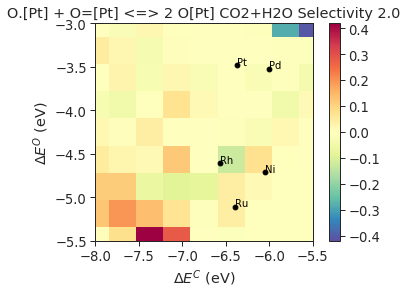 O.[Pt] + O=[Pt] <=> 2 O[Pt] CO2+H2O Selectivity 2.0
−3.0
−3.5
−4.0
−4.5
−5.0
−5.5
ΔE^O (eV)
Pt
Pd
Rh
Ni
Ru
−8.0 −7.5 −7.0 −6.5 −6.0 −5.5
ΔE^C (eV)
0.4
0.3
0.2
0.1
0.0
−0.1
−0.2
−0.3
−0.4